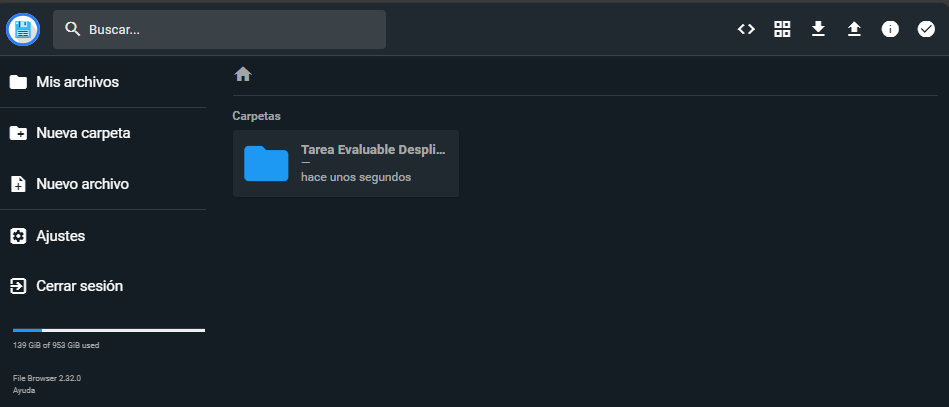 Buscar...
Mis archivos
Nueva carpeta
Nuevo archivo
Ajustes
Cerrar sesión
139 GiB of 953 GiB used
File Browser 2.32.0
Ayuda
Carpetas
Tarea Evaluable Despli...
—
hace unos segundos